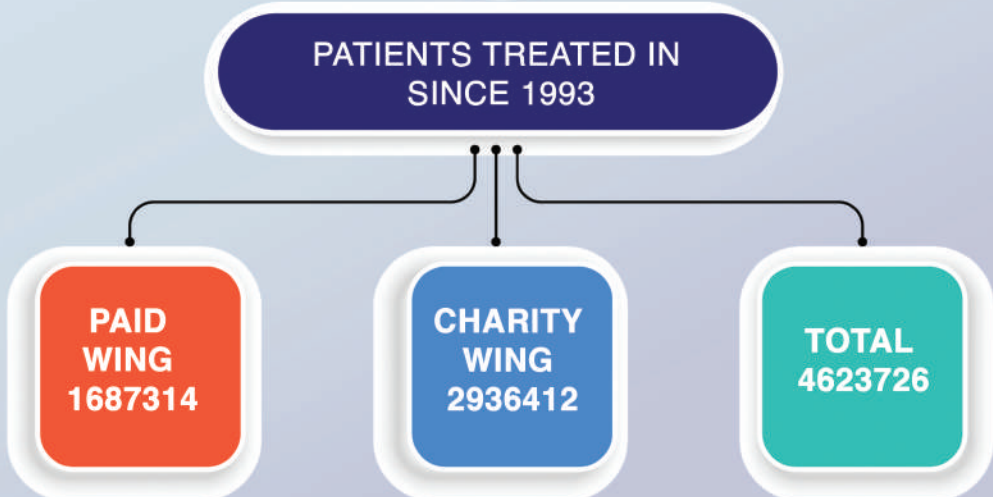 PATIENTS TREATED IN
SINCE 1993
PAID
WING
1687314
CHARITY
WING
2936412
TOTAL
4623726